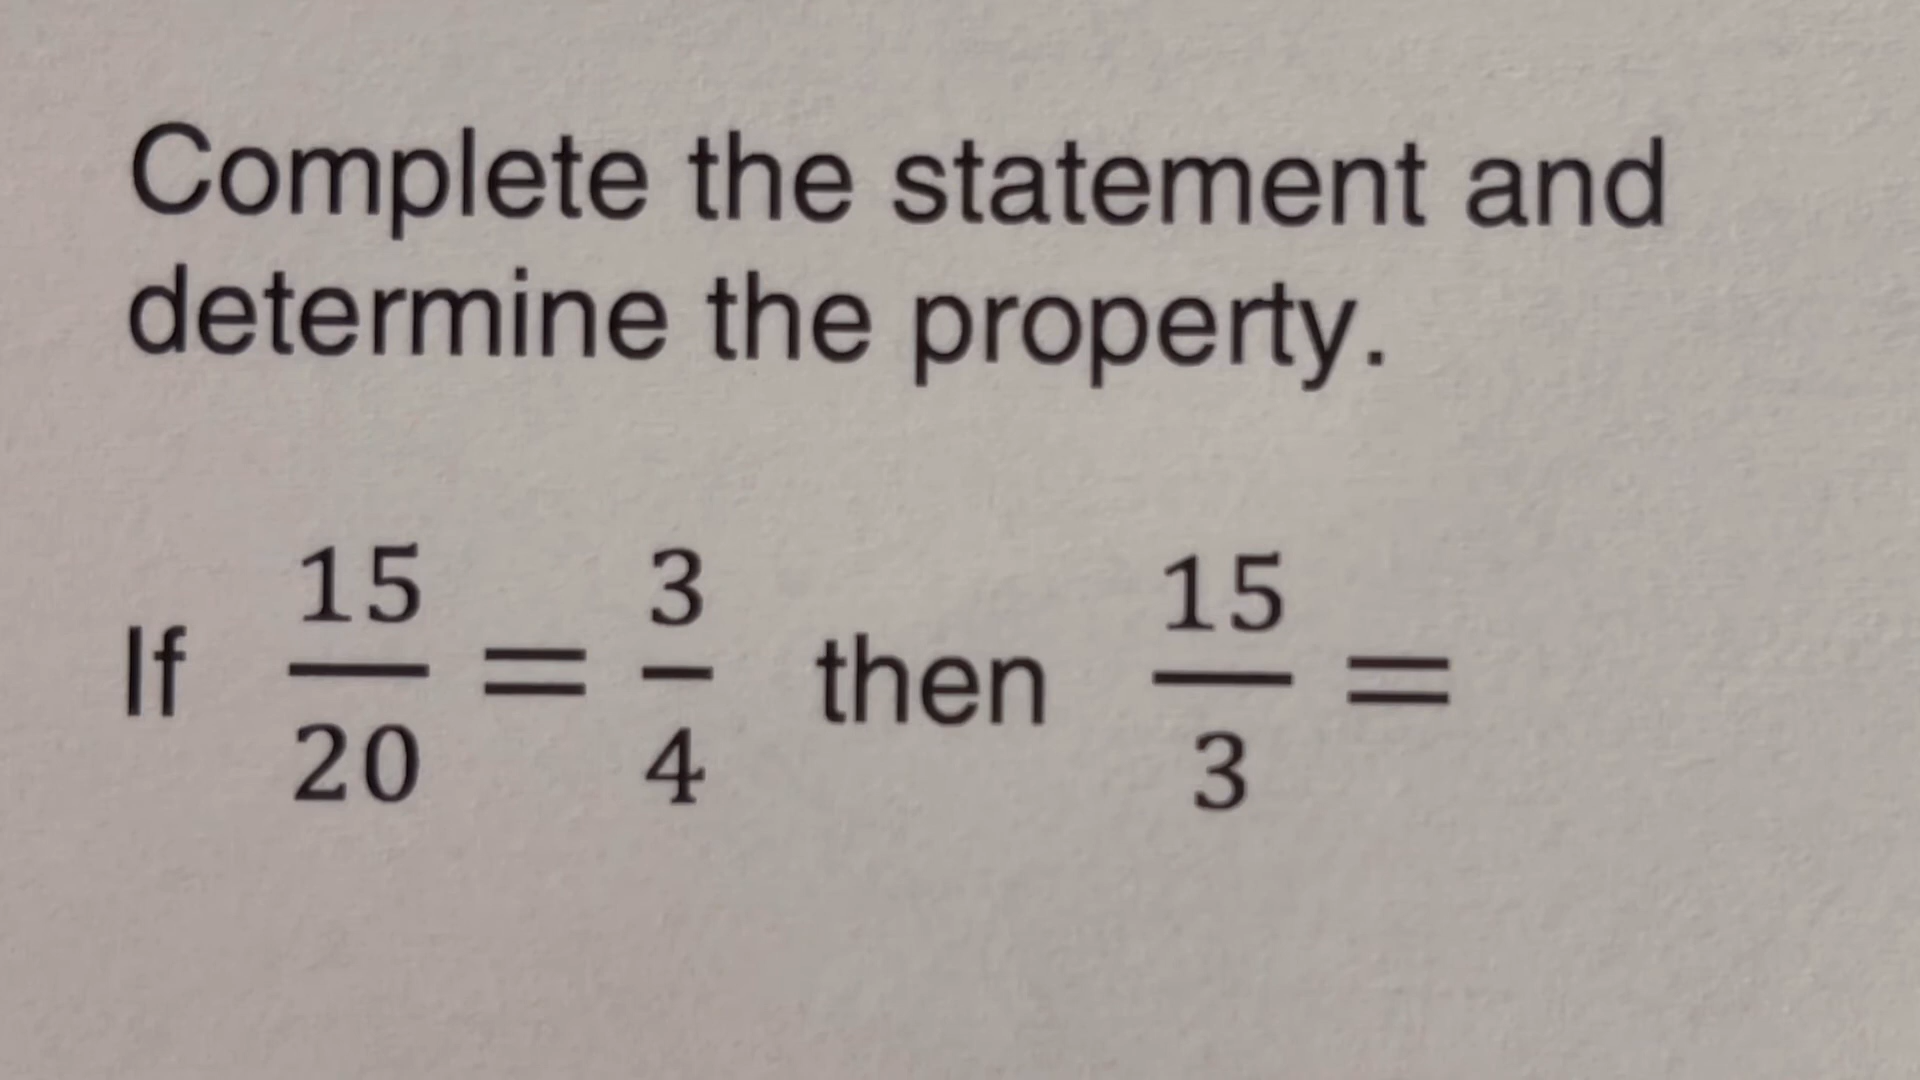 Complete the statement and
determine the property.
If 15/20 = 3/4 then 15/3 =